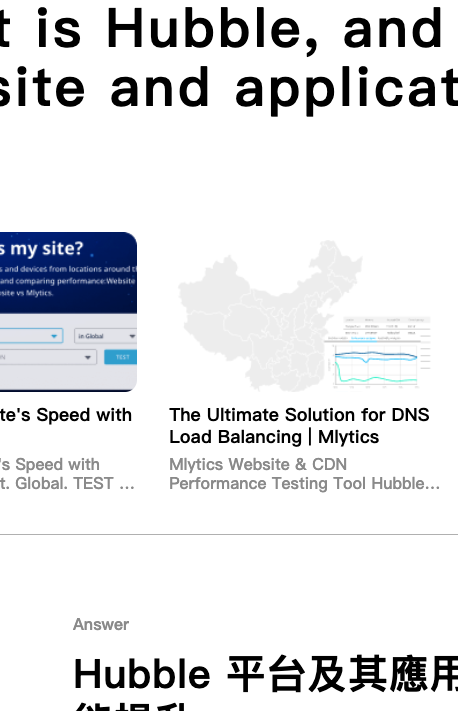 t is Hubble, and
site and applicat
s my site?
s and devices from locations around th
and comparing performance:Website
site vs Mlytics.
in Global
TEST
te's Speed with
's Speed with
t. Global. TEST ...
The Ultimate Solution for DNS
Load Balancing | Mlytics
Mlytics Website & CDN
Performance Testing Tool Hubble...
Answer
Hubble 平台及其應用